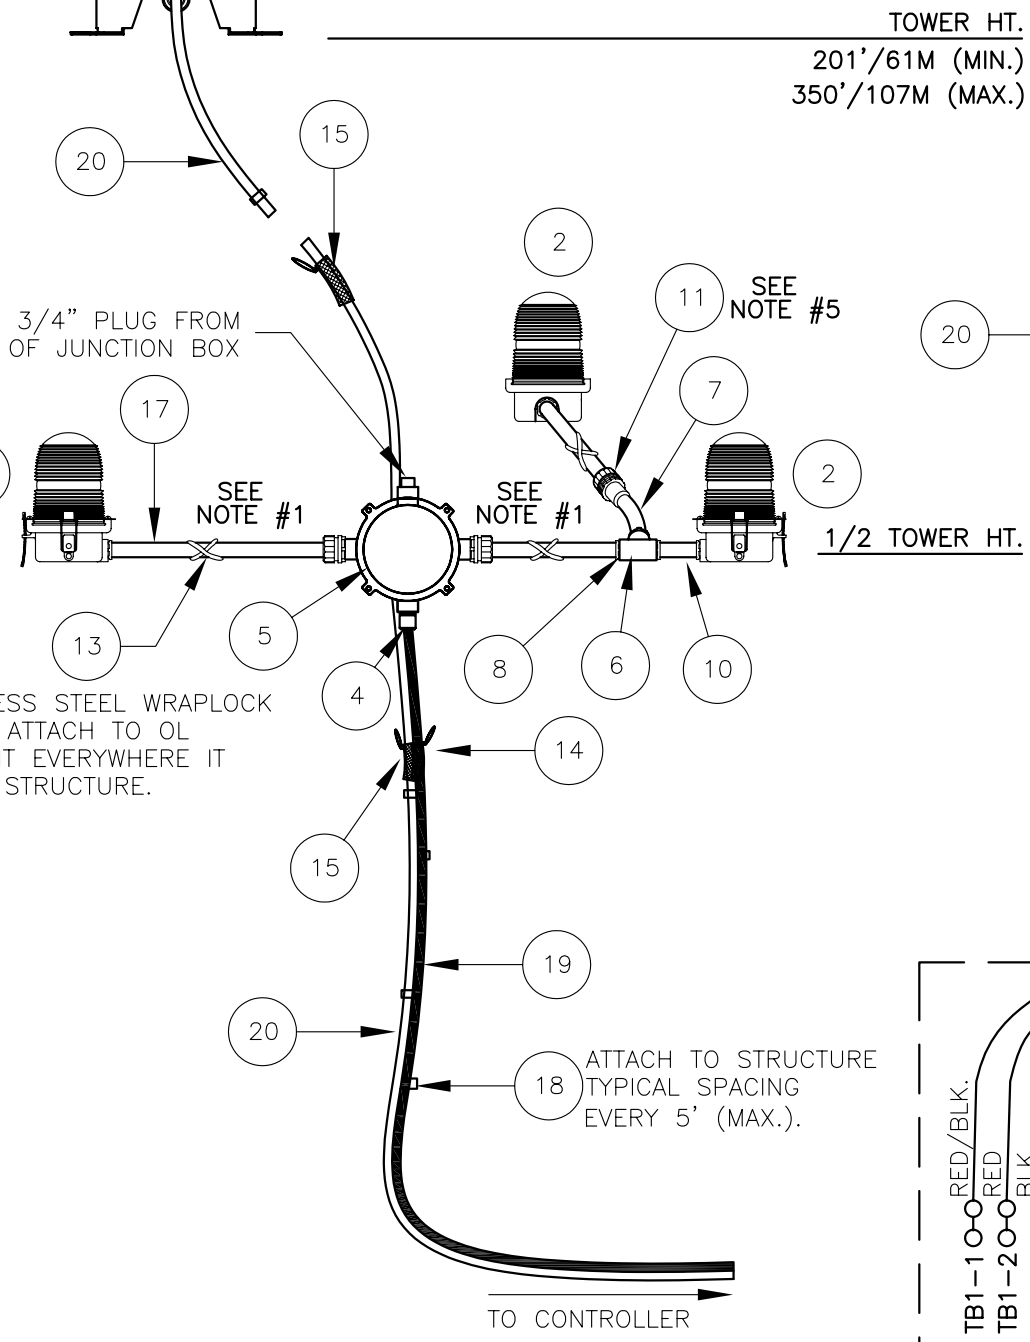 TOWER HT.
201'/61M (MIN.)
350'/107M (MAX.)
15
20
2
11
SEE
NOTE #5
3/4" PLUG FROM
OF JUNCTION BOX
20
7
17
2
SEE
NOTE #1
SEE
NOTE #1
1/2 TOWER HT.
13
5
4
8
6
10
ESS STEEL WRAPLOCK
ATTACH TO OL
IT EVERYWHERE IT
STRUCTURE.
14
15
19
20
18
ATTACH TO STRUCTURE
TYPICAL SPACING
EVERY 5' (MAX.).
RED/BLK.
RED
BLK
TB1-1
TB1-2
TO CONTROLLER